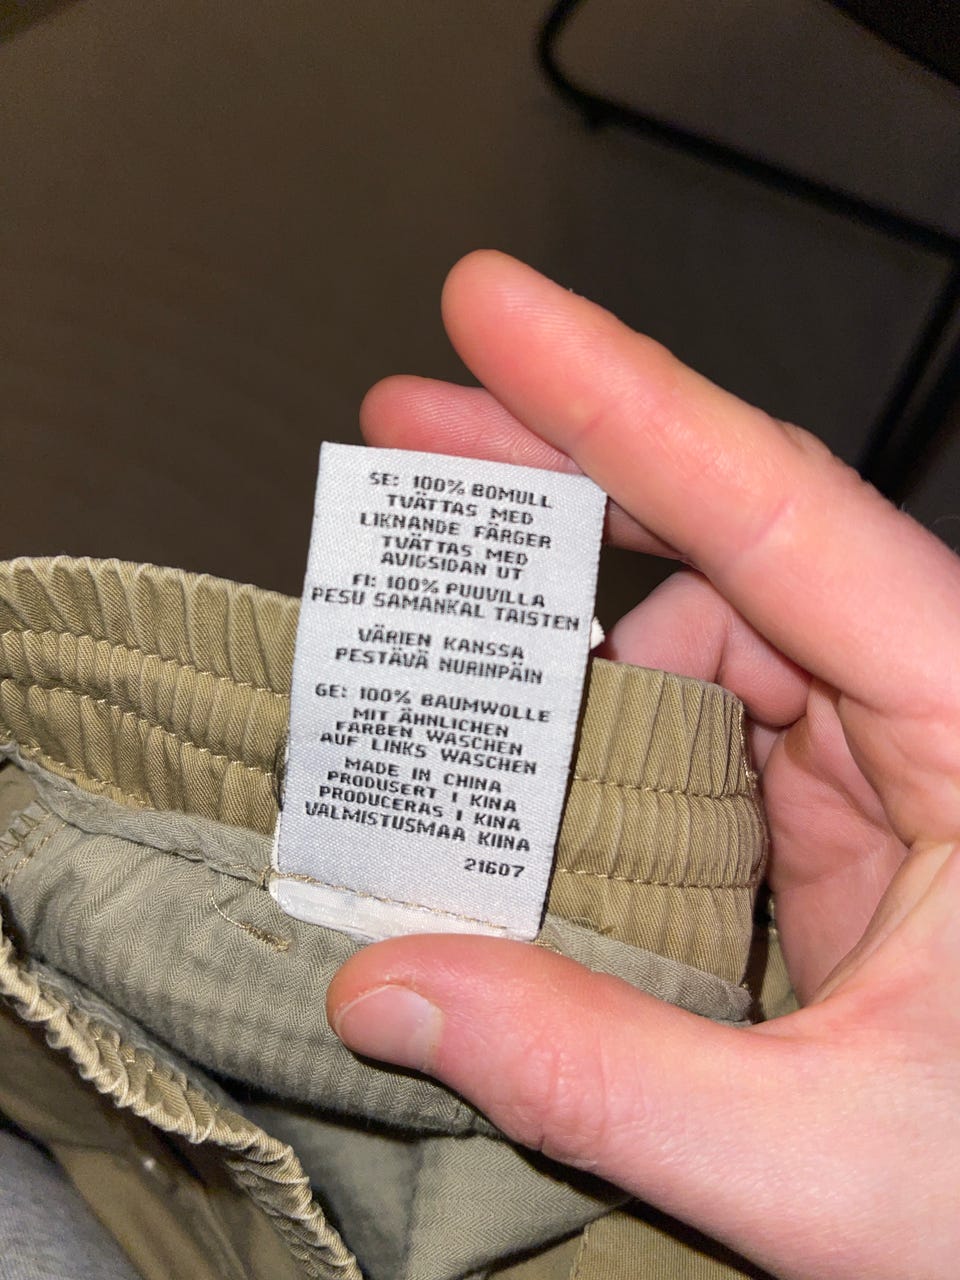 SE: 100% BOMULL
TVÄTTAS MED
LIKNANDE FÄRGER
TVÄTTAS MED
AVIGSIDAN UT
FI: 100% PUUVILLA
PESU SAMANKAL TAISTEN
VÄRIEN KANSSA
PESTÄVÄ NURINPÄIN
GE: 100% BAUMWOLLE
MIT ÄHNLICHEN
FARBEN WASCHEN
AUF LINKS WASCHEN
MADE IN CHINA
PRODUSERT I KINA
PRODUCERAS I KINA
VALMISTUSMAA KIINA
21607